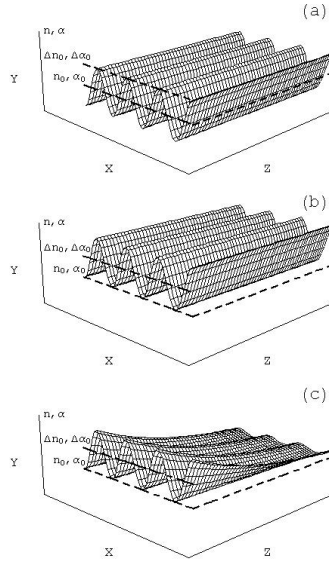 (a)
n, α
Δn₀, Δα₀
n₀, α₀
Y
X
Z
(b)
n, α
Δn₀, Δα₀
n₀, α₀
Y
X
Z
(c)
n, α
Δn₀, Δα₀
n₀, α₀
Y
X
Z